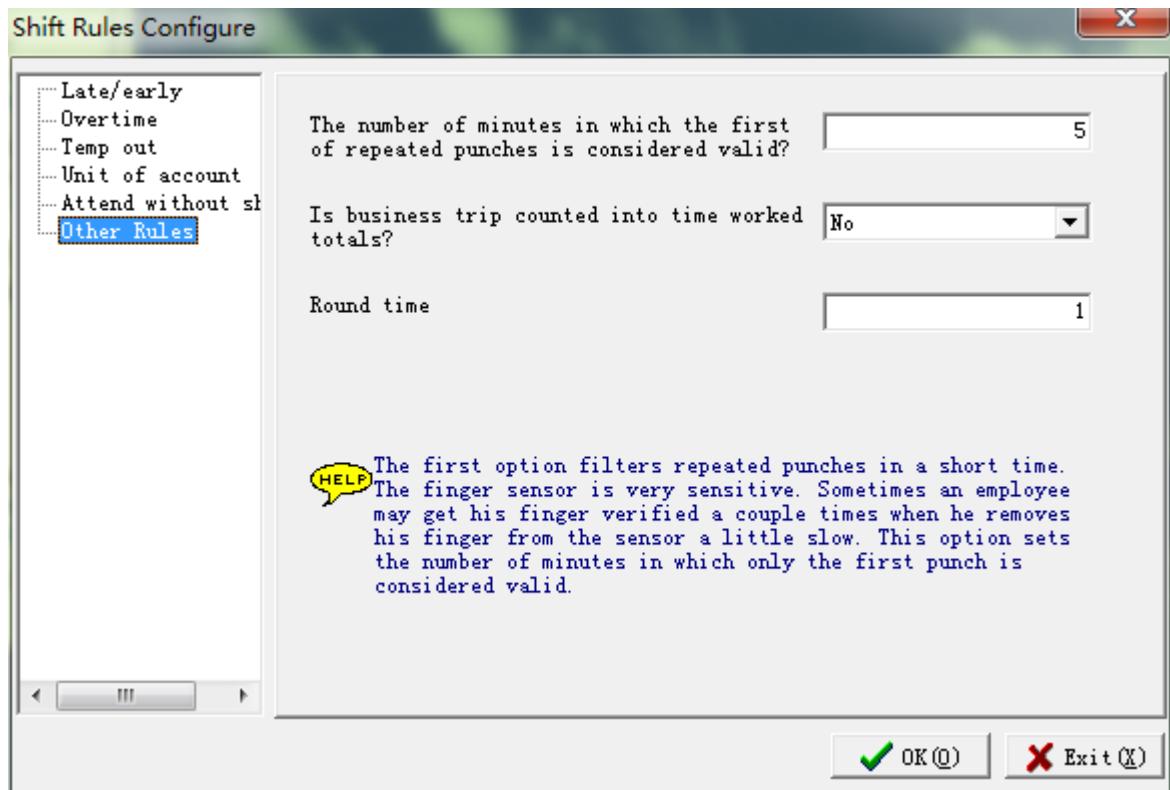 Shift Rules Configure
Late/early
Overtime
Temp out
Unit of account
Attend without sh
Other Rules
The number of minutes in which the first
of repeated punches is considered valid?
5
Is business trip counted into time worked
totals?
No
Round time
1
HELP
The first option filters repeated punches in a short time.
The finger sensor is very sensitive. Sometimes an employee
may get his finger verified a couple times when he removes
his finger from the sensor a little slow. This option sets
the number of minutes in which only the first punch is
considered valid.
OK(O)
Exit(X)